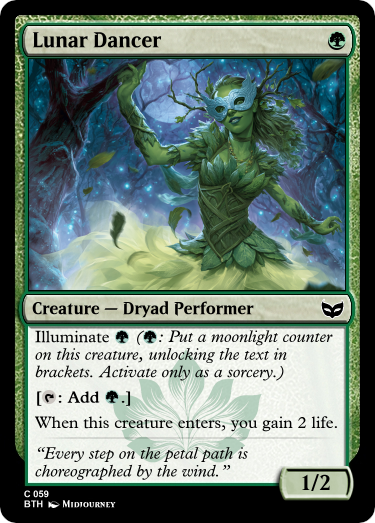 Lunar Dancer
Creature — Dryad Performer
Illuminate (: Put a moonlight counter
on this creature, unlocking the text in
brackets. Activate only as a sorcery.)
[: Add .]
When this creature enters, you gain 2 life.
“Every step on the petal path is
choreographed by the wind.”
1/2
C 059
BTH Midjourney